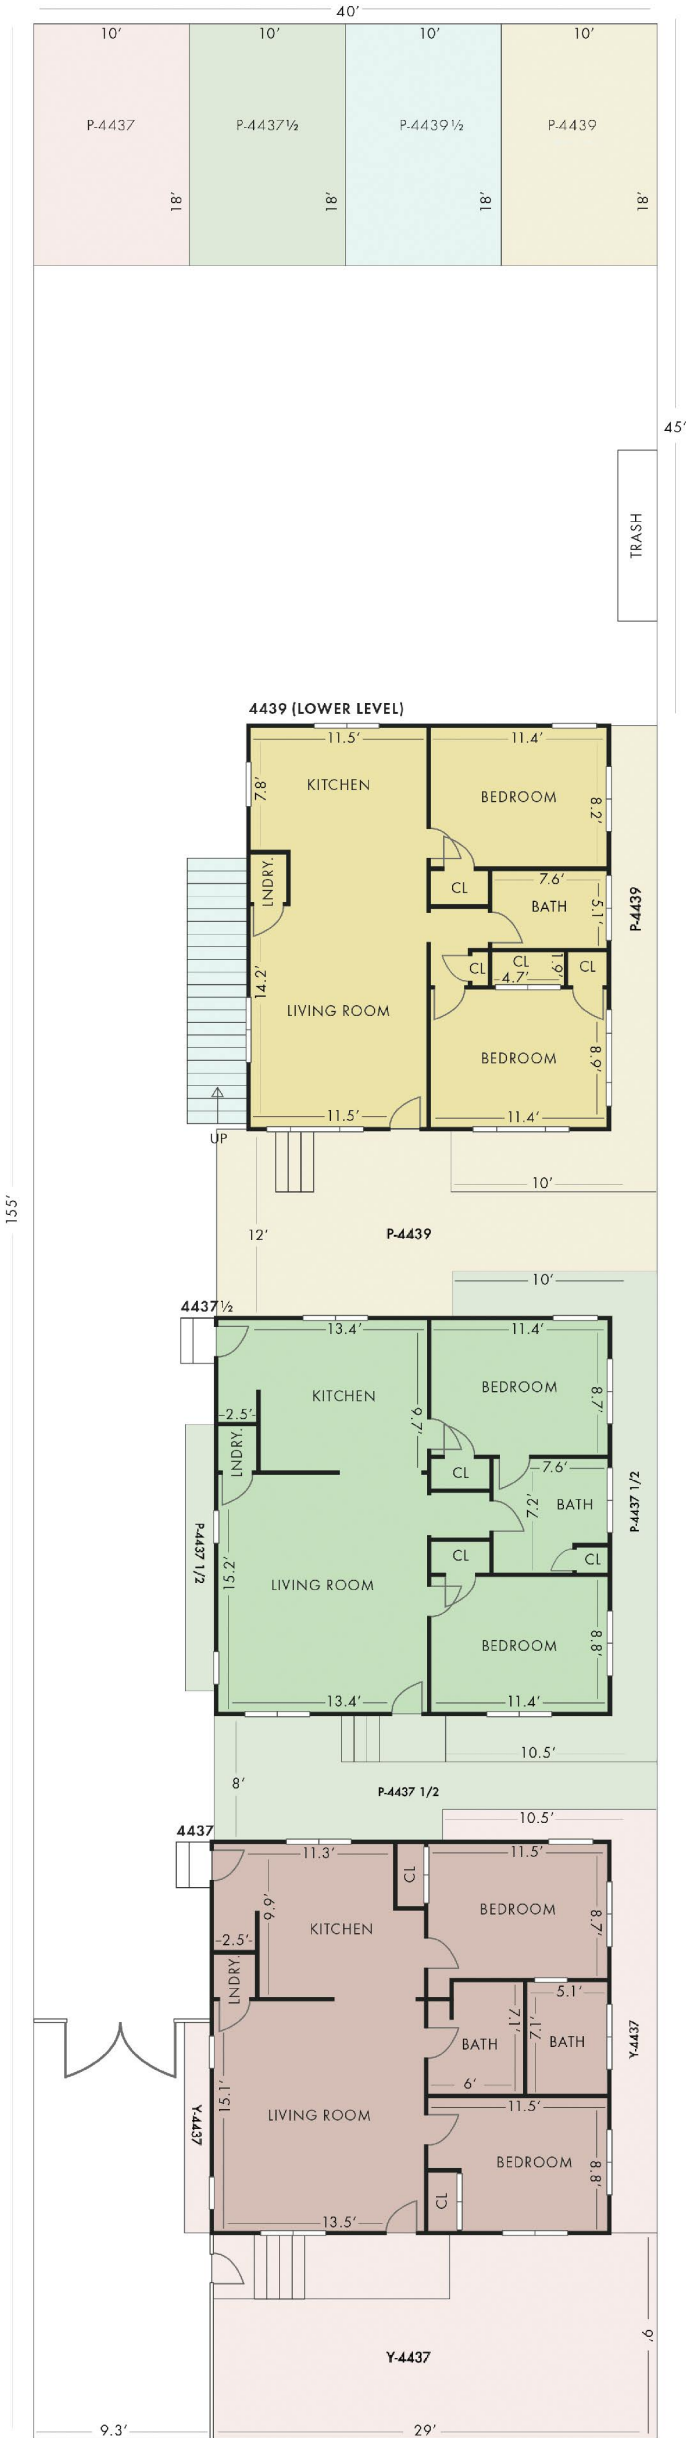 40'
10' 10' 10' 10'
P-4437 P-4437½ P-4439½ P-4439
18' 18' 18' 18'
45'
TRASH
4439 (LOWER LEVEL)
11.5' 11.4'
7.8' KITCHEN BEDROOM 8.2'
LNDRY. CL 7.6'
BATH 5.1' P-4439
CL CL 4.7' 1.9' CL
14.2' LIVING ROOM
BEDROOM 8.9'
11.5' 11.4'
UP
10'
155'
12' P-4439
10'
4437½
13.4' 11.4'
KITCHEN 9.7' BEDROOM 8.7'
2.5'
LNDRY. CL 7.6'
7.2' BATH P-4437 1/2
P-4437 1/2 15.2' CL CL
LIVING ROOM
BEDROOM 8.8'
13.4' 11.4'
10.5'
8' P-4437 1/2
10.5'
4437
11.3' CL 11.5'
9.9' KITCHEN BEDROOM 8.7'
2.5'
LNDRY. 5.1'
7.1' 7.1' Y-4437
BATH BATH
6'
Y-4437 15.1' 11.5'
LIVING ROOM
BEDROOM 8.8'
CL
13.5'
9'
Y-4437
9.3' 29'